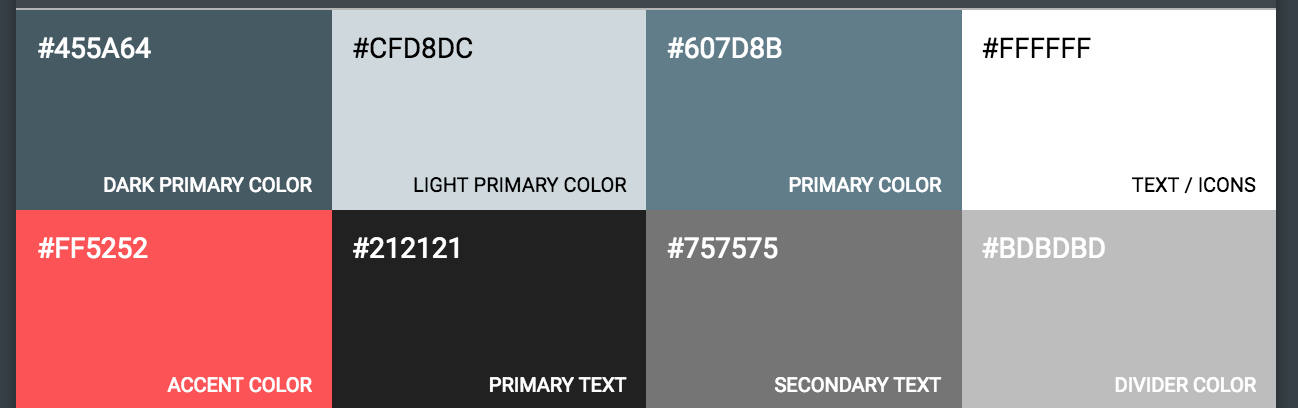 #455A64
DARK PRIMARY COLOR
#CFD8DC
LIGHT PRIMARY COLOR
#607D8B
PRIMARY COLOR
#FFFFFF
TEXT / ICONS
#FF5252
ACCENT COLOR
#212121
PRIMARY TEXT
#757575
SECONDARY TEXT
#BDBDBD
DIVIDER COLOR